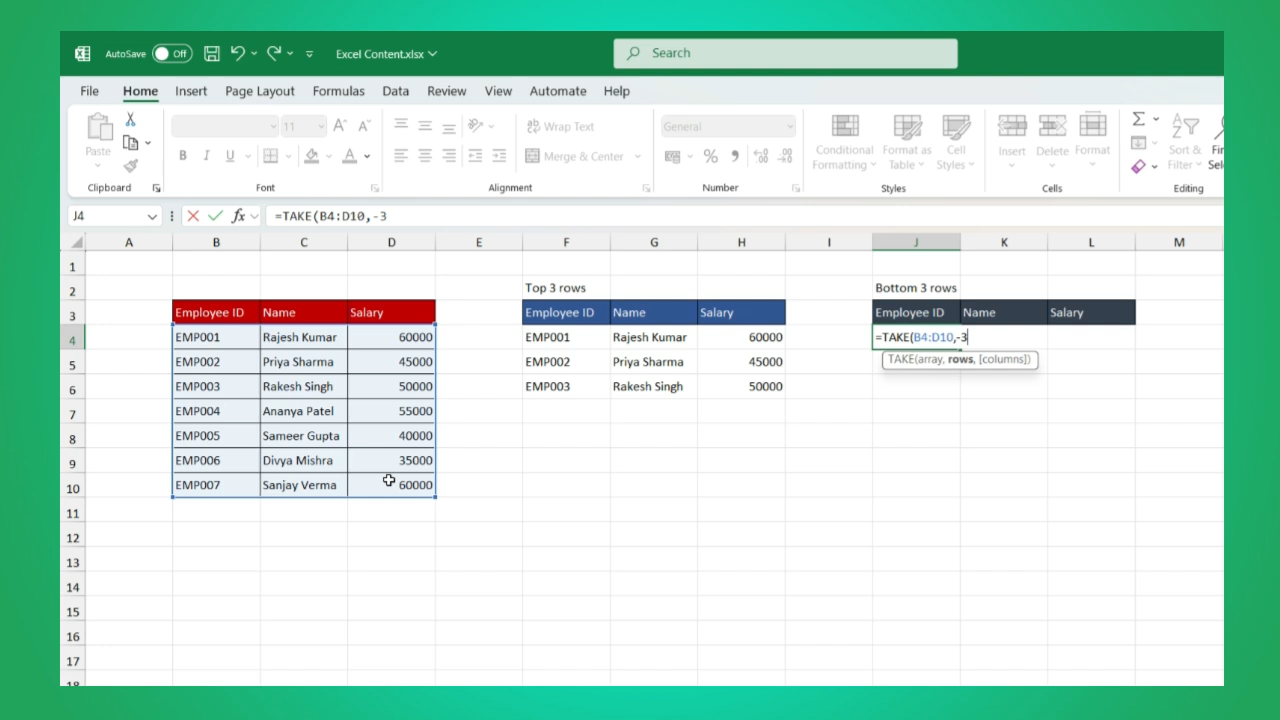 AutoSave Off Excel Content.xlsx Search
File Home Insert Page Layout Formulas Data Review View Automate Help
Paste
11 A A
Wrap Text
General
Conditional Formatting
Format as Table
Cell Styles
Insert Delete Format
Sort & Filter
B I U A
Merge & Center
% 9
Clipboard Font Alignment Number Styles Cells Editing
J4 fx =TAKE(B4:D10,-3
A B C D E F G H I J K L M
1
2 Top 3 rows Bottom 3 rows
3 Employee ID Name Salary Employee ID Name Salary Employee ID Name Salary
4 EMP001 Rajesh Kumar 60000 EMP001 Rajesh Kumar 60000 =TAKE(B4:D10,-3
TAKE(array, rows, [columns])
5 EMP002 Priya Sharma 45000 EMP002 Priya Sharma 45000
6 EMP003 Rakesh Singh 50000 EMP003 Rakesh Singh 50000
7 EMP004 Ananya Patel 55000
8 EMP005 Sameer Gupta 40000
9 EMP006 Divya Mishra 35000
10 EMP007 Sanjay Verma 60000
11
12
13
14
15
16
17